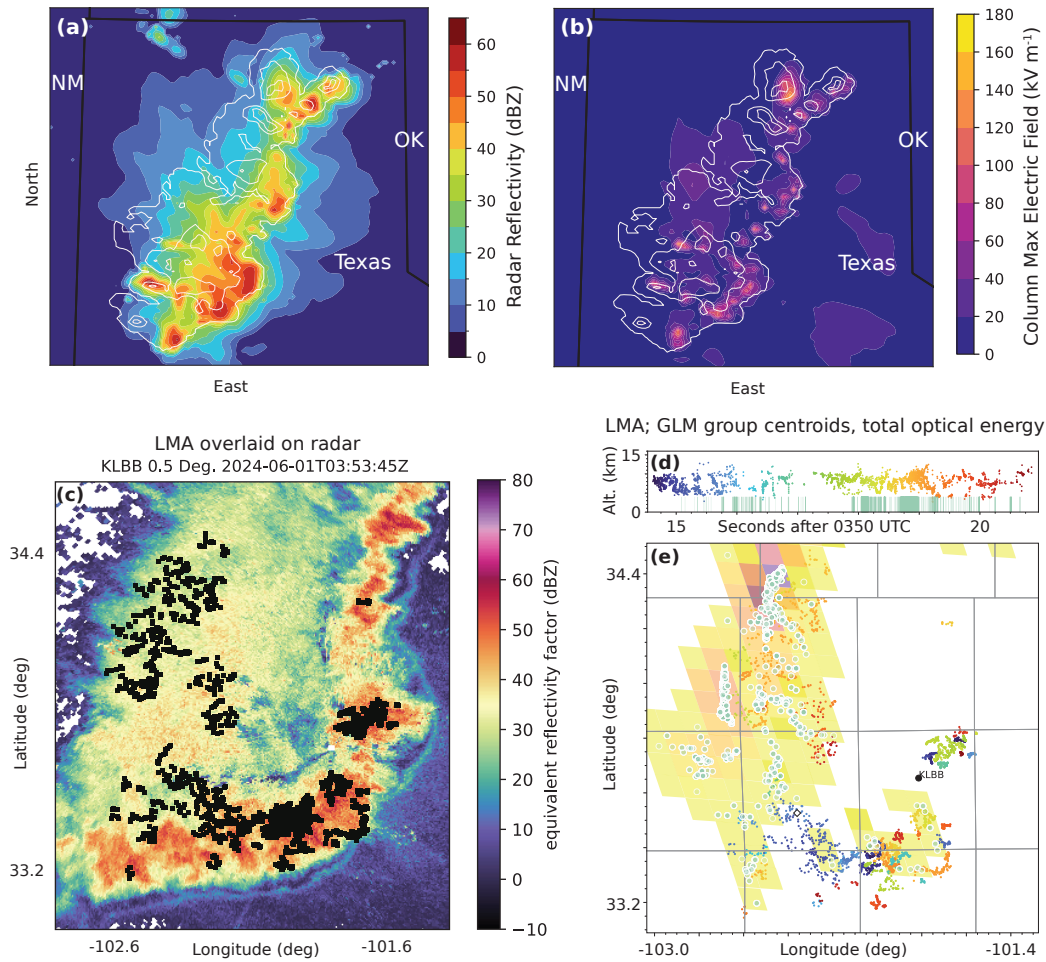 (a)
NM
OK
Texas
North
East
60
50
40
30
20
10
0
Radar Reflectivity (dBZ)
(b)
NM
OK
Texas
East
180
160
140
120
100
80
60
40
20
0
Column Max Electric Field (kV m⁻¹)
LMA overlaid on radar
KLBB 0.5 Deg. 2024-06-01T03:53:45Z
(c)
34.4
33.2
Latitude (deg)
-102.6
Longitude (deg)
-101.6
80
70
60
50
40
30
20
10
0
−10
equivalent reflectivity factor (dBZ)
LMA; GLM group centroids, total optical energy
(d)
15
0
Alt. (km)
15
Seconds after 0350 UTC
20
(e)
34.4
33.2
Latitude (deg)
KLBB
-103.0
Longitude (deg)
-101.4